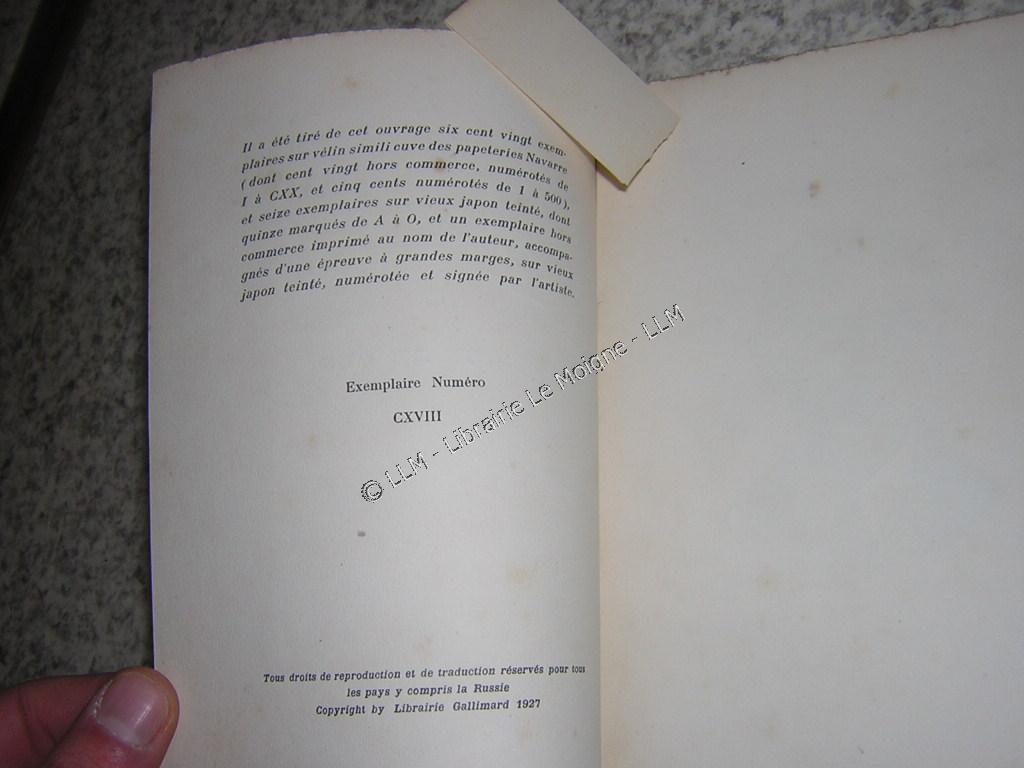 Il a été tiré de cet ouvrage six cent vingt exem-
plaires sur vélin simili cuve des papeteries Navarre
(dont cent vingt hors commerce, numérotés de
I à CXX, et cinq cents numérotés de 1 à 500),
et seize exemplaires sur vieux japon teinté, dont
quinze marqués de A à O, et un exemplaire hors
commerce imprimé au nom de l'auteur, accompa-
gnés d'une épreuve à grandes marges, sur vieux
japon teinté, numérotée et signée par l'artiste.
Exemplaire Numéro
CXVIII
© LLM - Librairie Le Moigne - LLM
Tous droits de reproduction et de traduction réservés pour tous
les pays y compris la Russie
Copyright by Librairie Gallimard 1927